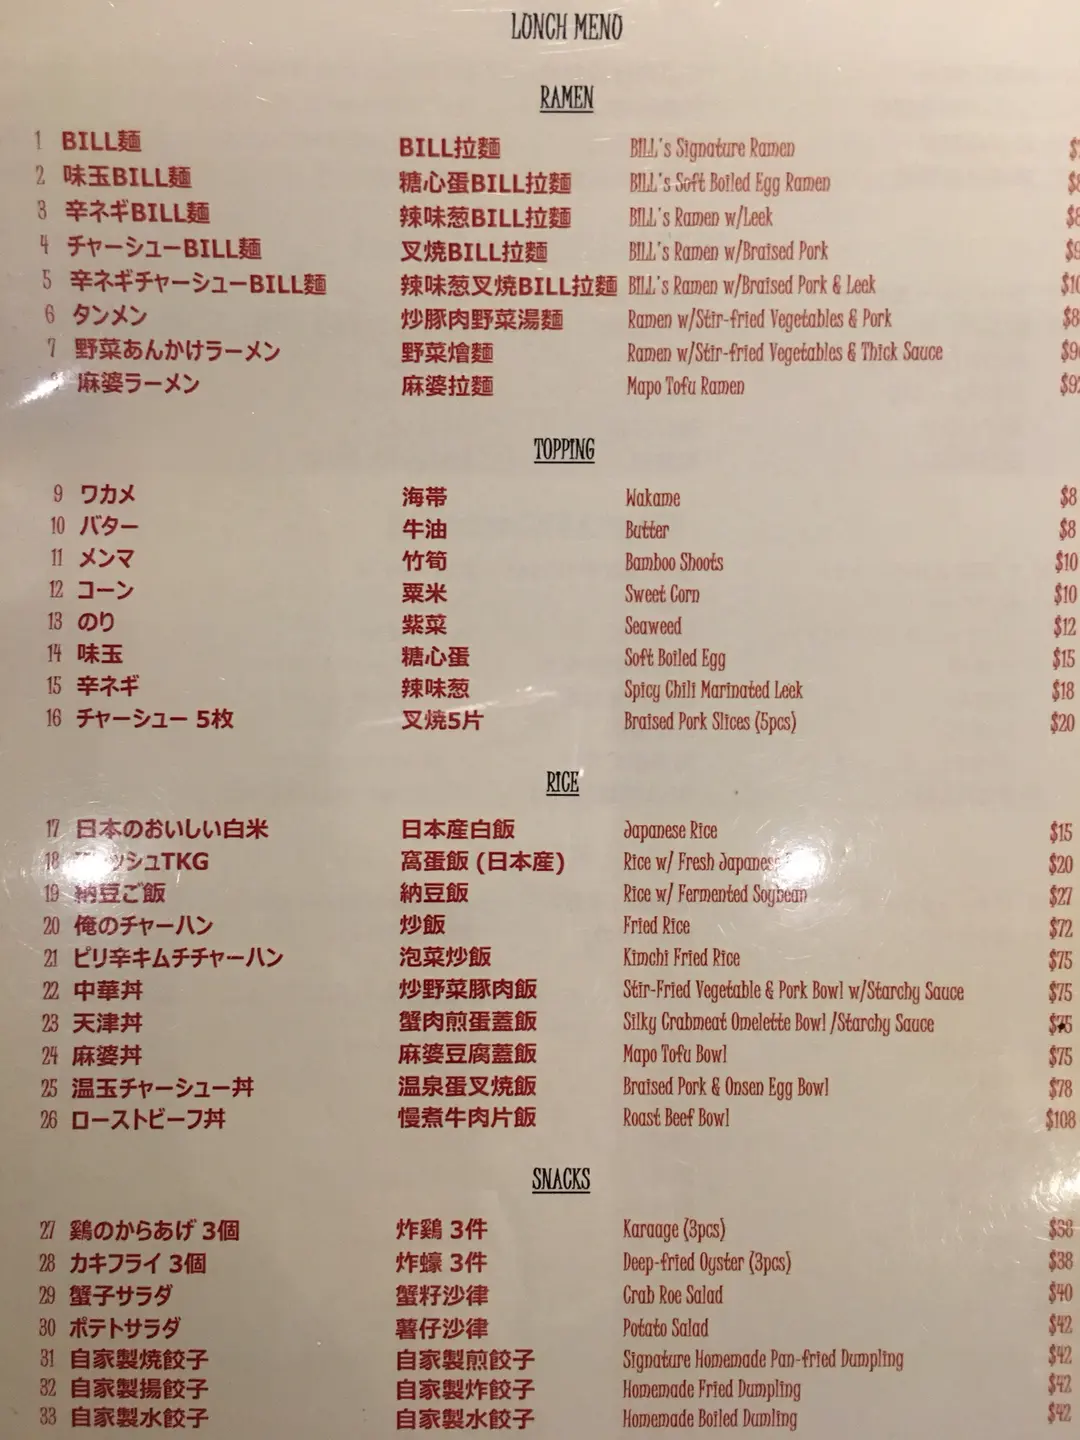 LUNCH MENU
RAMEN
1 BILL麺 BILL拉麵 BILL's Signature Ramen
2 味玉BILL麺 糖心蛋BILL拉麵 BILL's Soft Boiled Egg Ramen
3 辛ネギBILL麺 辣味葱BILL拉麵 BILL's Ramen w/Leek
4 チャーシューBILL麺 叉焼BILL拉麵 BILL's Ramen w/Braised Pork
5 辛ネギチャーシューBILL麺 辣味葱叉焼BILL拉麵 BILL's Ramen w/Braised Pork & Leek
6 タンメン 炒豚肉野菜湯麵 Ramen w/Stir-fried Vegetables & Pork
7 野菜あんかけラーメン 野菜燴麵 Ramen w/Stir-fried Vegetables & Thick Sauce
麻婆ラーメン 麻婆拉麵 Mapo Tofu Ramen
TOPPING
9 ワカメ 海帯 Wakame $8
10 バター 牛油 Butter $8
11 メンマ 竹筍 Bamboo Shoots $10
12 コーン 粟米 Sweet Corn $10
13 のり 紫菜 Seaweed $12
14 味玉 糖心蛋 Soft Boiled Egg $15
15 辛ネギ 辣味葱 Spicy Chili Marinated Leek $18
16 チャーシュー 5枚 叉焼5片 Braised Pork Slices (5pcs) $20
RICE
17 日本のおいしい白米 日本産白飯 Japanese Rice $15
18 ッシュTKG 窩蛋飯 (日本産) Rice w/ Fresh Japanese $20
19 納豆ご飯 納豆飯 Rice w/ Fermented Soybean $27
20 俺のチャーハン 炒飯 Fried Rice $72
21 ピリ辛キムチチャーハン 泡菜炒飯 Kimchi Fried Rice $75
22 中華丼 炒野菜豚肉飯 Stir-Fried Vegetable & Pork Bowl w/Starchy Sauce $75
23 天津丼 蟹肉煎蛋蓋飯 Silky Crabmeat Omelette Bowl /Starchy Sauce $75
24 麻婆丼 麻婆豆腐蓋飯 Mapo Tofu Bowl $75
25 温玉チャーシュー丼 温泉蛋叉焼飯 Braised Pork & Onsen Egg Bowl $78
26 ローストビーフ丼 慢煮牛肉片飯 Roast Beef Bowl $108
SNACKS
27 鶏のからあげ 3個 炸鶏 3件 Karaage (3pcs) $68
28 カキフライ 3個 炸蠔 3件 Deep-fried Oyster (3pcs) $38
29 蟹子サラダ 蟹籽沙律 Crab Roe Salad $40
30 ポテトサラダ 薯仔沙律 Potato Salad $42
31 自家製焼餃子 自家製煎餃子 Signature Homemade Pan-fried Dumpling $42
32 自家製揚餃子 自家製炸餃子 Homemade Fried Dumpling $42
33 自家製水餃子 自家製水餃子 Homemade Boiled Dumling $42